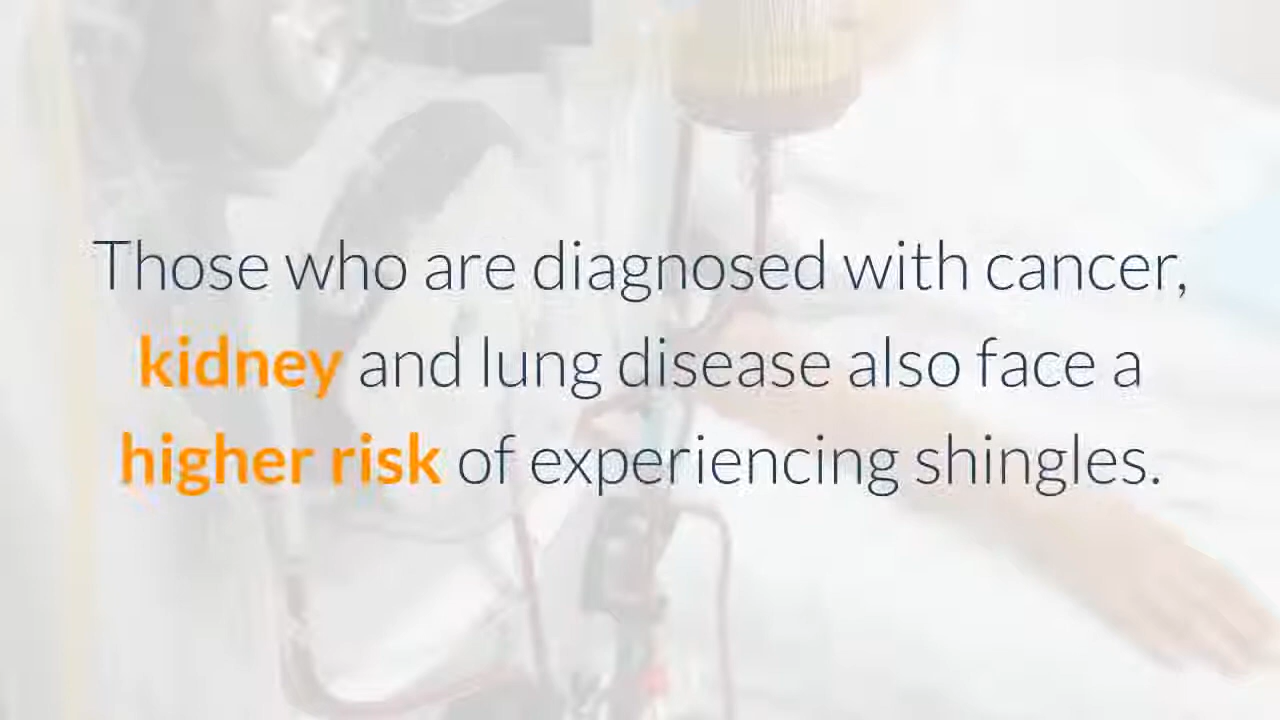 Those who are diagnosed with cancer,
kidney and lung disease also face a
higher risk of experiencing shingles.